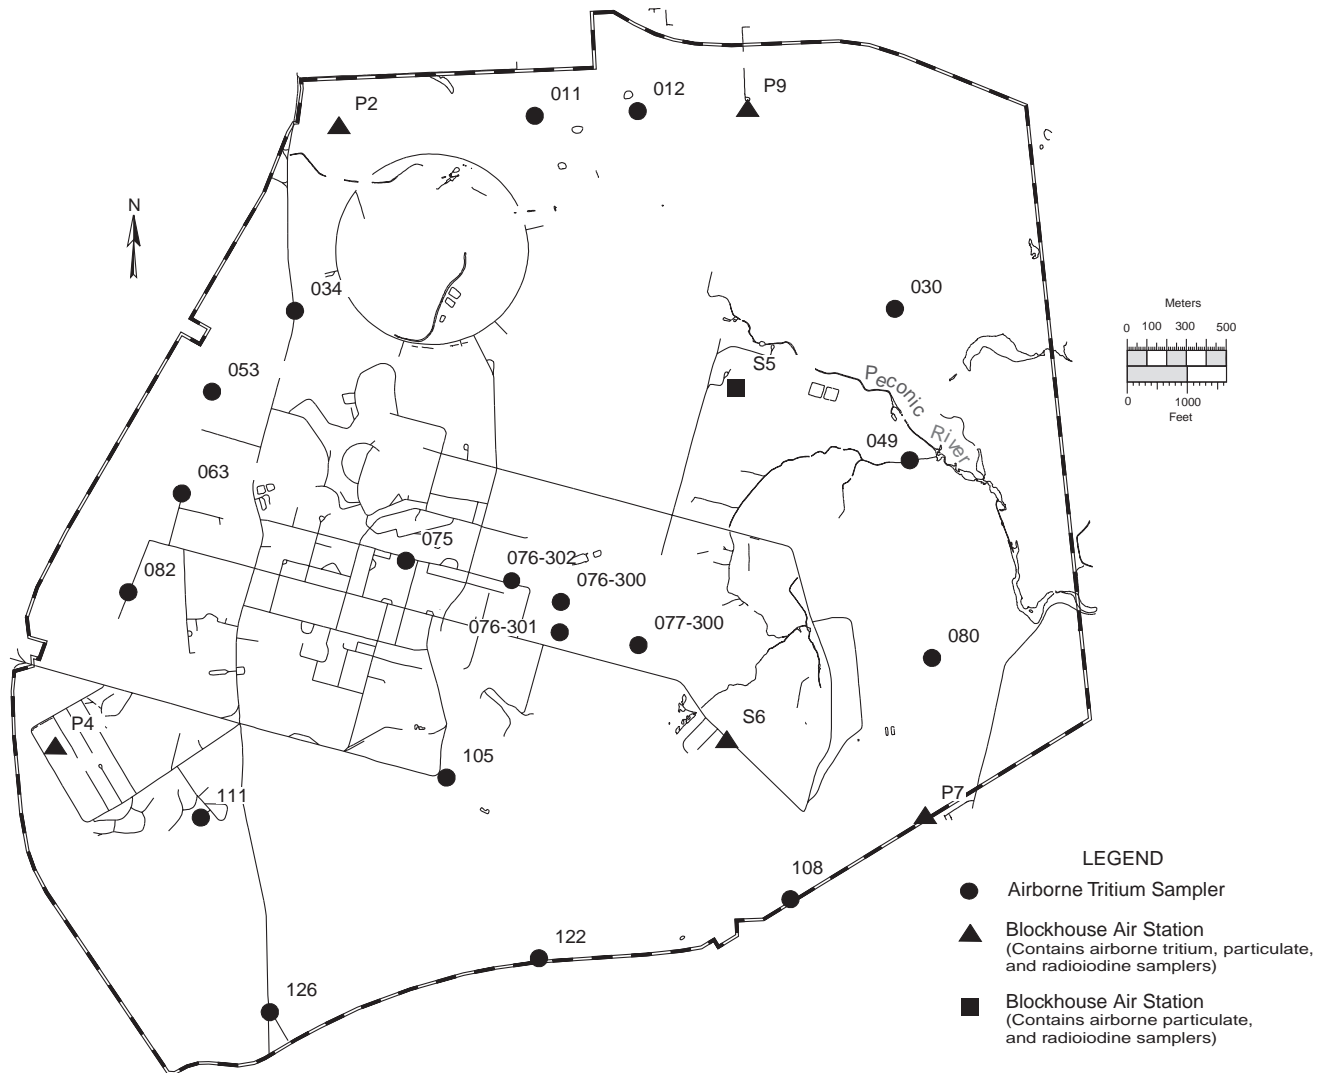 P2
011
012
P9
N
034
030
Meters
0 100 300 500
0 1000
Feet
053
S5
Peconic River
049
063
075
076-302
076-300
082
076-301
077-300
080
P4
S6
105
111
P7
108
122
126
LEGEND
Airborne Tritium Sampler
Blockhouse Air Station
(Contains airborne tritium, particulate,
and radioiodine samplers)
Blockhouse Air Station
(Contains airborne particulate,
and radioiodine samplers)